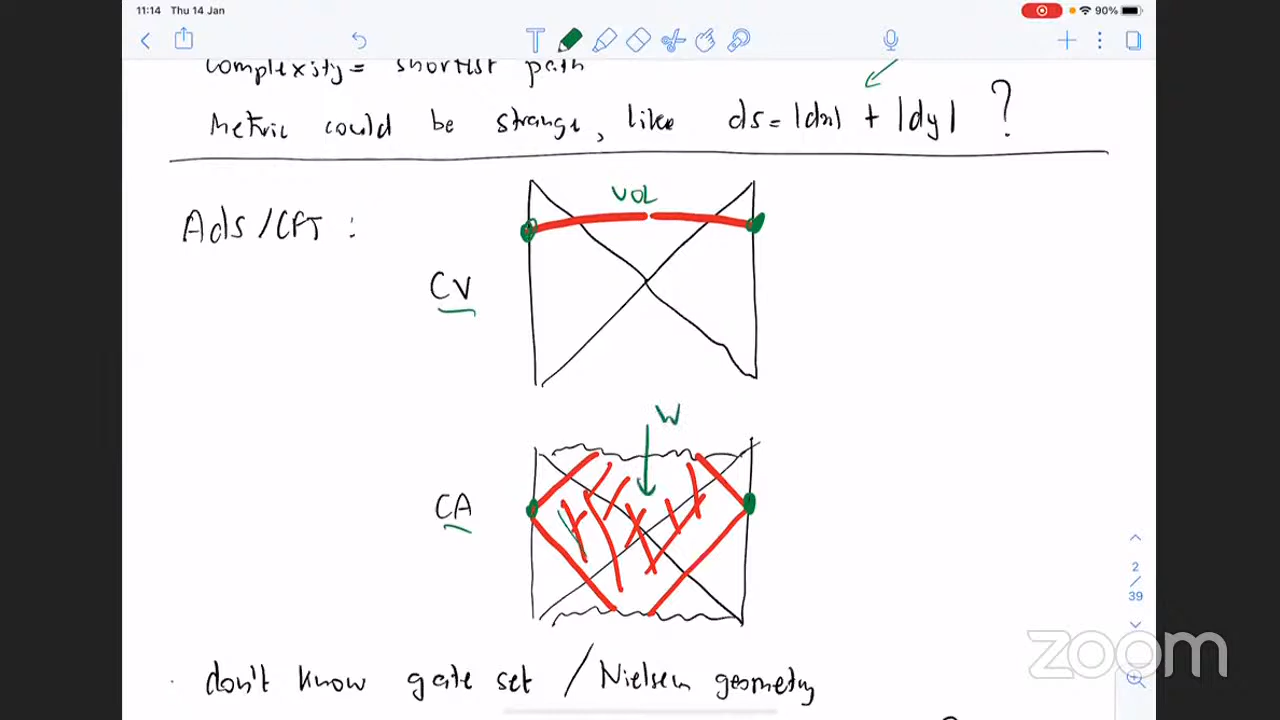 11:14 Thu 14 Jan
90%
complexity = shortest path
Metric could be strange, like ds = |dx| + |dy| ?
AdS/CFT :
VOL
CV
W
CA
don't know gate set / Nielsen geometry
2
/
39
zoom